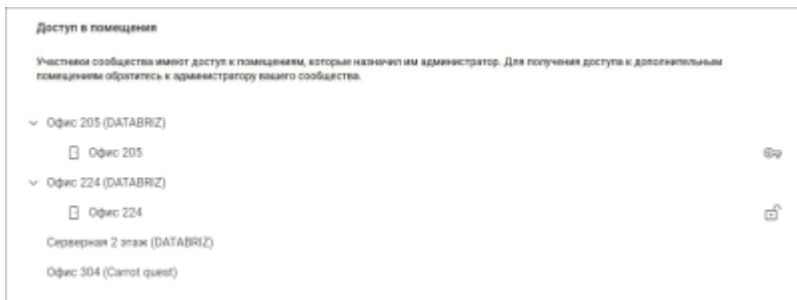 Доступ в помещения
Участники сообщества имеют доступ к помещениям, которые назначил им администратор. Для получения доступа к дополнительным
помещениям обратитесь к администратору вашего сообщества.
Офис 205 (DATABRIZ)
Офис 205
Офис 224 (DATABRIZ)
Офис 224
Серверная 2 этаж (DATABRIZ)
Офис 304 (Carrot quest)